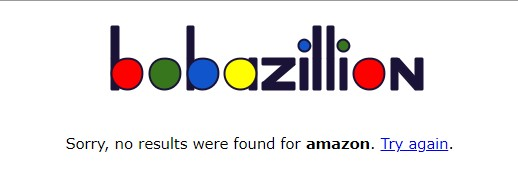 bobazillion
Sorry, no results were found for amazon. Try again.